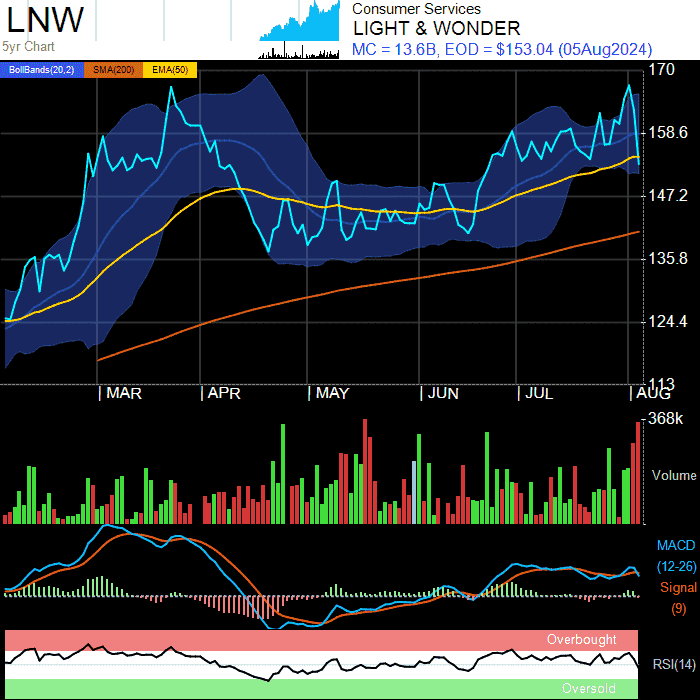 LNW
5yr Chart
Consumer Services
LIGHT & WONDER
MC = 13.6B, EOD = $153.04 (05Aug2024)
BollBands(20,2) SMA(200) EMA(50)
170
158.6
147.2
135.8
124.4
113
| MAR | APR | MAY | JUN | JUL | AUG
368k
Volume
MACD
(12-26)
Signal
(9)
Overbought
RSI(14)
Oversold